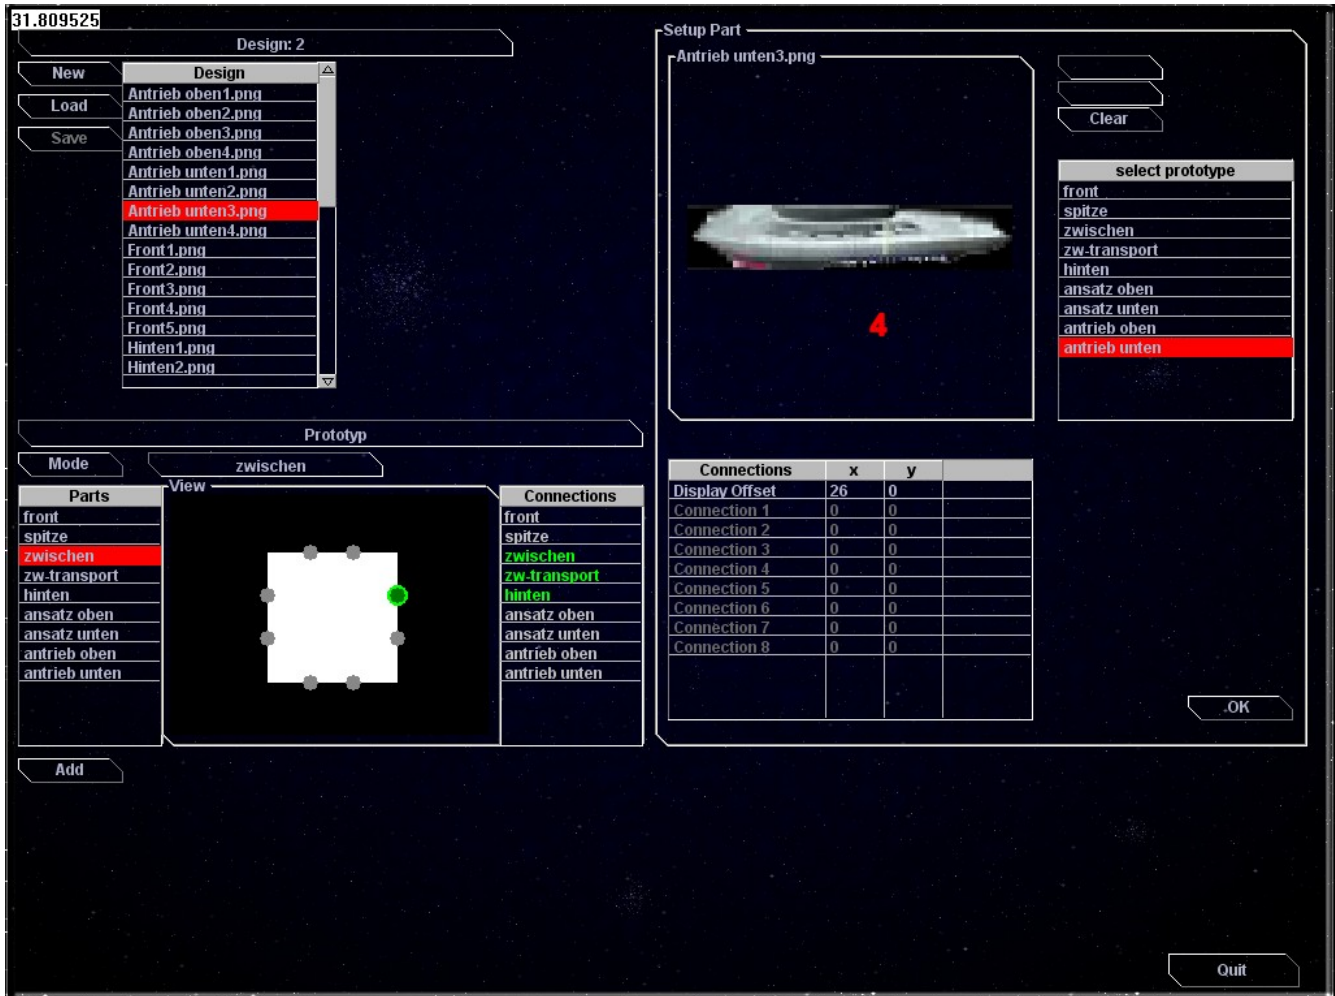 31.809525
Design: 2
New
Load
Save
Design
Antrieb oben1.png
Antrieb oben2.png
Antrieb oben3.png
Antrieb oben4.png
Antrieb unten1.png
Antrieb unten2.png
Antrieb unten3.png
Antrieb unten4.png
Front1.png
Front2.png
Front3.png
Front4.png
Front5.png
Hinten1.png
Hinten2.png
Setup Part
Antrieb unten3.png
4
Clear
select prototype
front
spitze
zwischen
zw-transport
hinten
ansatz oben
ansatz unten
antrieb oben
antrieb unten
Prototyp
Mode
zwischen
Parts
front
spitze
zwischen
zw-transport
hinten
ansatz oben
ansatz unten
antrieb oben
antrieb unten
View
Connections
front
spitze
zwischen
zw-transport
hinten
ansatz oben
ansatz unten
antrieb oben
antrieb unten
Connections x y
Display Offset 26 0
Connection 1 0 0
Connection 2 0 0
Connection 3 0 0
Connection 4 0 0
Connection 5 0 0
Connection 6 0 0
Connection 7 0 0
Connection 8 0 0
OK
Add
Quit